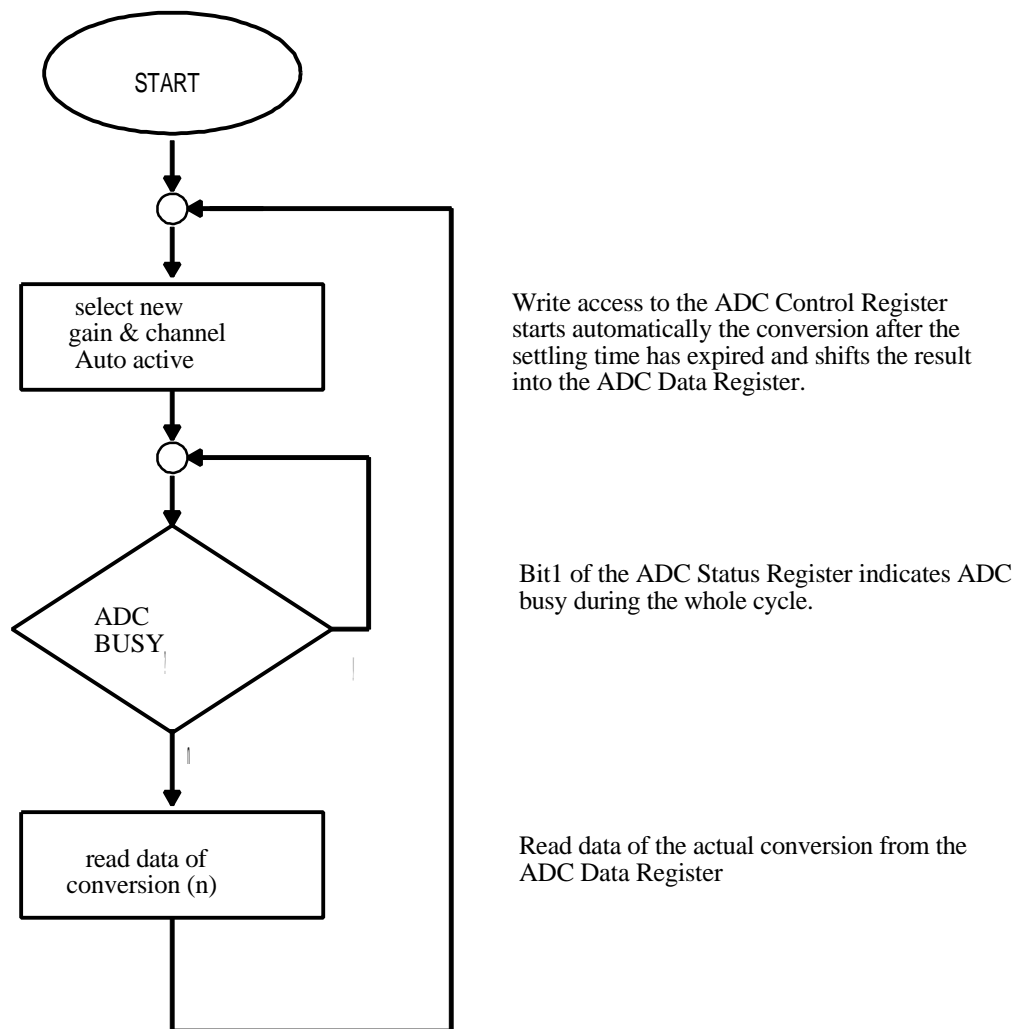 START
select new
gain & channel
Auto active
Write access to the ADC Control Register
starts automatically the conversion after the
settling time has expired and shifts the result
into the ADC Data Register.
ADC
BUSY
Bit1 of the ADC Status Register indicates ADC
busy during the whole cycle.
read data of
conversion (n)
Read data of the actual conversion from the
ADC Data Register